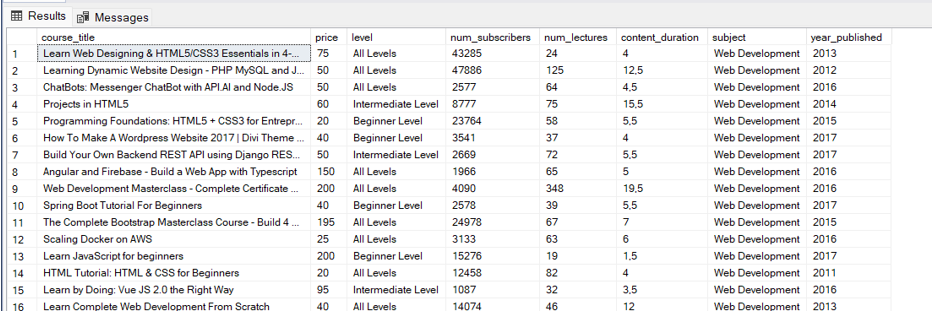 Results Messages
course_title price level num_subscribers num_lectures content_duration subject year_published
1 Learn Web Designing & HTML5/CSS3 Essentials in 4-... 75 All Levels 43285 24 4 Web Development 2013
2 Learning Dynamic Website Design - PHP MySQL and J... 50 All Levels 47886 125 12,5 Web Development 2012
3 ChatBots: Messenger ChatBot with API.AI and Node.JS 50 All Levels 2577 64 4,5 Web Development 2016
4 Projects in HTML5 60 Intermediate Level 8777 75 15,5 Web Development 2014
5 Programming Foundations: HTML5 + CSS3 for Entrepr... 20 Beginner Level 23764 58 5,5 Web Development 2015
6 How To Make A Wordpress Website 2017 | Divi Theme ... 40 Beginner Level 3541 37 4 Web Development 2017
7 Build Your Own Backend REST API using Django RES... 50 Intermediate Level 2669 72 5,5 Web Development 2017
8 Angular and Firebase - Build a Web App with Typescript 150 All Levels 1966 65 5 Web Development 2016
9 Web Development Masterclass - Complete Certificate ... 200 All Levels 4090 348 19,5 Web Development 2016
10 Spring Boot Tutorial For Beginners 40 Beginner Level 2578 39 5,5 Web Development 2017
11 The Complete Bootstrap Masterclass Course - Build 4 ... 195 All Levels 24978 67 7 Web Development 2015
12 Scaling Docker on AWS 25 All Levels 3133 63 6 Web Development 2016
13 Learn JavaScript for beginners 200 Beginner Level 15276 19 1,5 Web Development 2017
14 HTML Tutorial: HTML & CSS for Beginners 20 All Levels 12458 82 4 Web Development 2011
15 Learn by Doing: Vue JS 2.0 the Right Way 95 Intermediate Level 1087 32 3,5 Web Development 2016
16 Learn Complete Web Development From Scratch 40 All Levels 14074 46 12 Web Development 2013